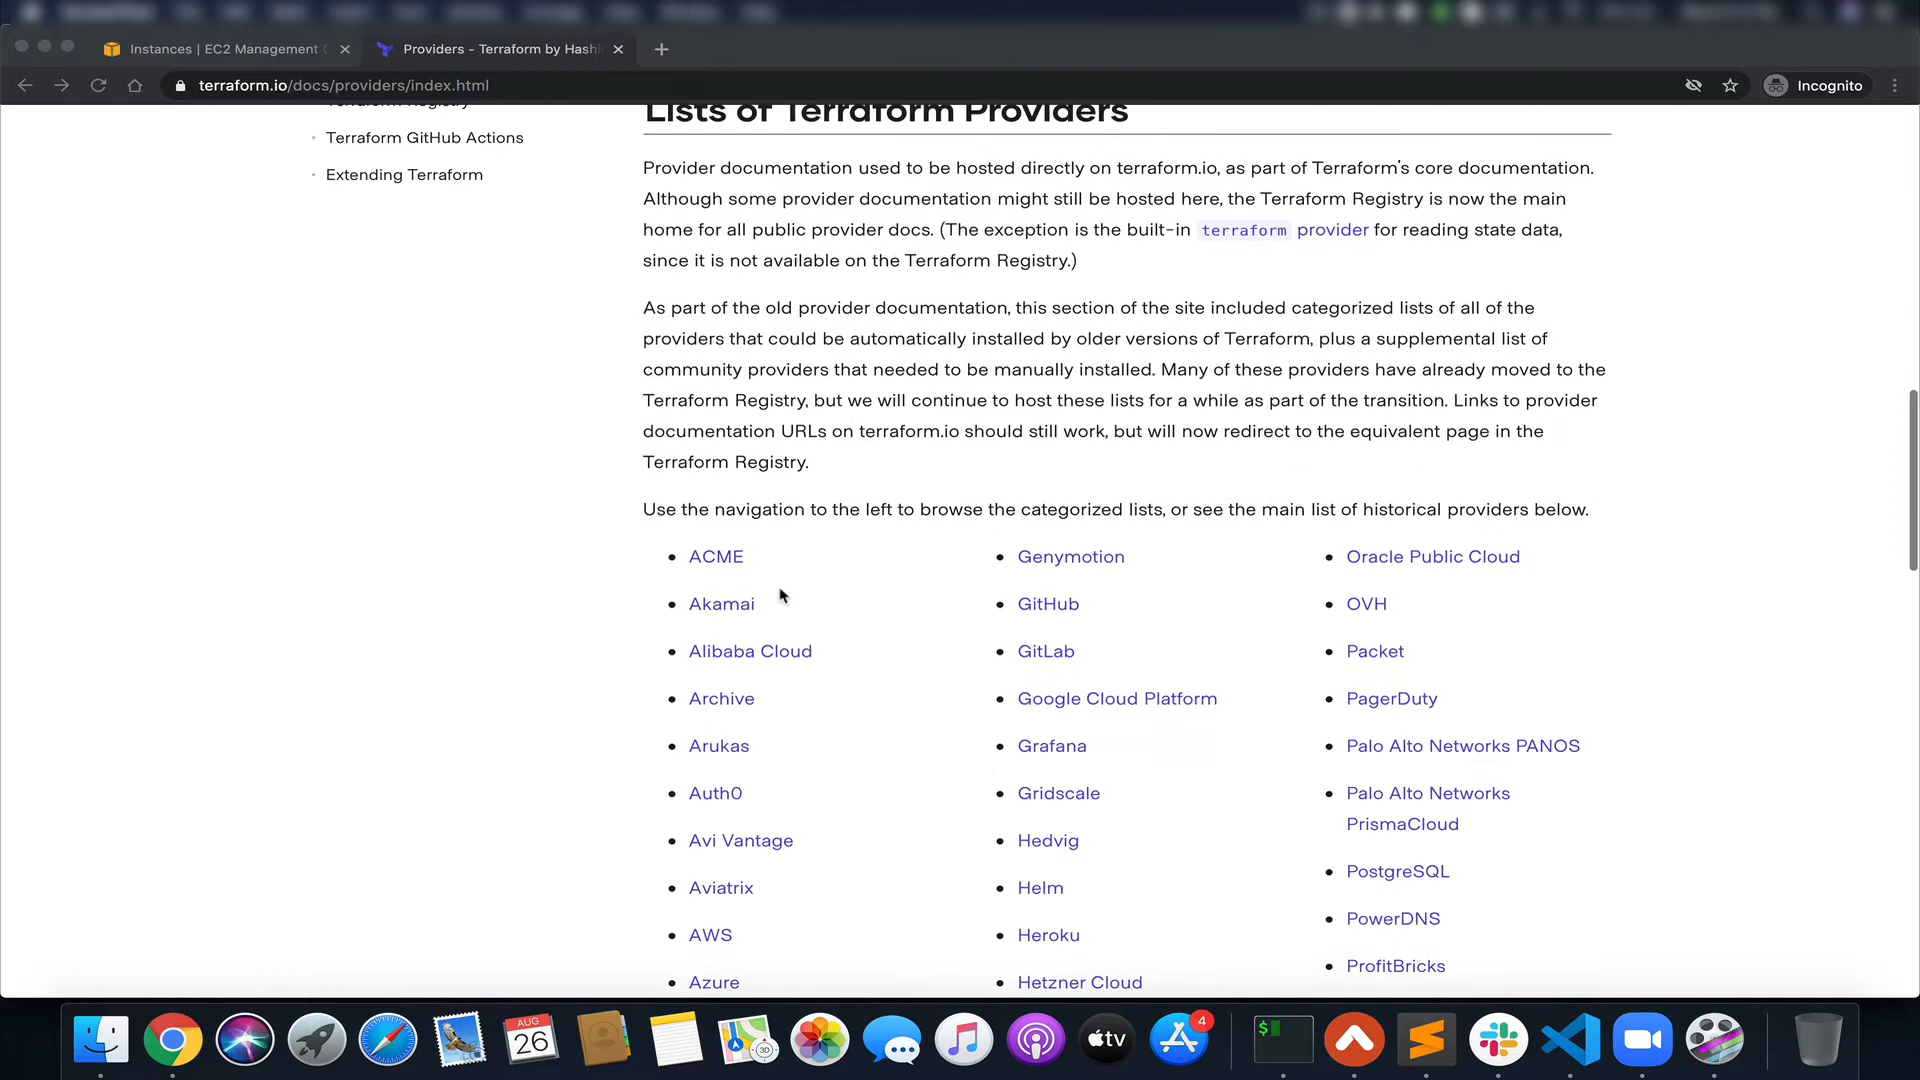 Instances | EC2 Management
Providers - Terraform by Hashi
terraform.io/docs/providers/index.html
Incognito
Terraform Registry
Terraform GitHub Actions
Extending Terraform
Lists of Terraform Providers
Provider documentation used to be hosted directly on terraform.io, as part of Terraform's core documentation.
Although some provider documentation might still be hosted here, the Terraform Registry is now the main
home for all public provider docs. (The exception is the built-in terraform provider for reading state data,
since it is not available on the Terraform Registry.)
As part of the old provider documentation, this section of the site included categorized lists of all of the
providers that could be automatically installed by older versions of Terraform, plus a supplemental list of
community providers that needed to be manually installed. Many of these providers have already moved to the
Terraform Registry, but we will continue to host these lists for a while as part of the transition. Links to provider
documentation URLs on terraform.io should still work, but will now redirect to the equivalent page in the
Terraform Registry.
Use the navigation to the left to browse the categorized lists, or see the main list of historical providers below.
ACME
Akamai
Alibaba Cloud
Archive
Arukas
Auth0
Avi Vantage
Aviatrix
AWS
Azure
Genymotion
GitHub
GitLab
Google Cloud Platform
Grafana
Gridscale
Hedvig
Helm
Heroku
Hetzner Cloud
Oracle Public Cloud
OVH
Packet
PagerDuty
Palo Alto Networks PANOS
Palo Alto Networks
PrismaCloud
PostgreSQL
PowerDNS
ProfitBricks
AUG
26
3D
tv
4
$